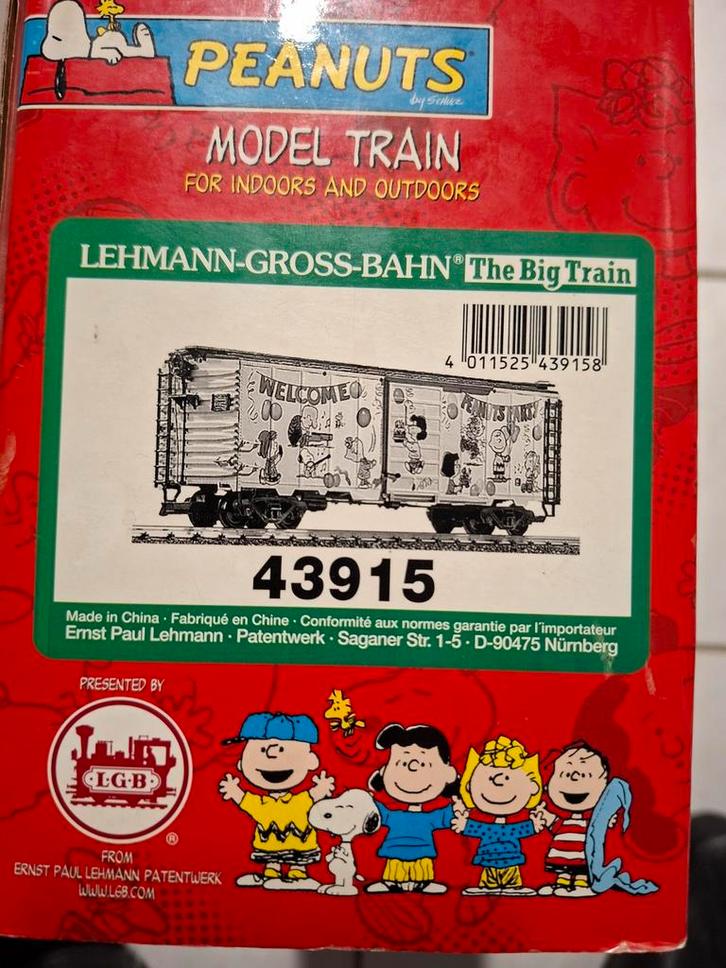 PEANUTS
by SCHULZ
MODEL TRAIN
FOR INDOORS AND OUTDOORS
LEHMANN-GROSS-BAHN® The Big Train
4 011525 439158
WELCOME
PEANUTS PARTY
43915
Made in China · Fabriqué en Chine · Conformité aux normes garantie par l'importateur
Ernst Paul Lehmann · Patentwerk · Saganer Str. 1-5 · D-90475 Nürnberg
PRESENTED BY
L·G·B
®
FROM
ERNST PAUL LEHMANN PATENTWERK
WWW.LGB.COM